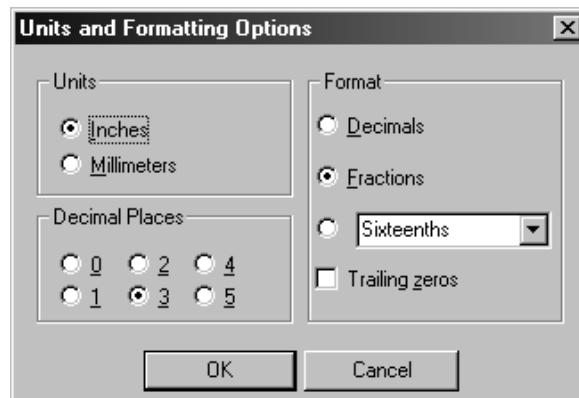 Units and Formatting Options
Units
Inches
Millimeters
Decimal Places
0 2 4
1 3 5
Format
Decimals
Fractions
Sixteenths
Trailing zeros
OK Cancel